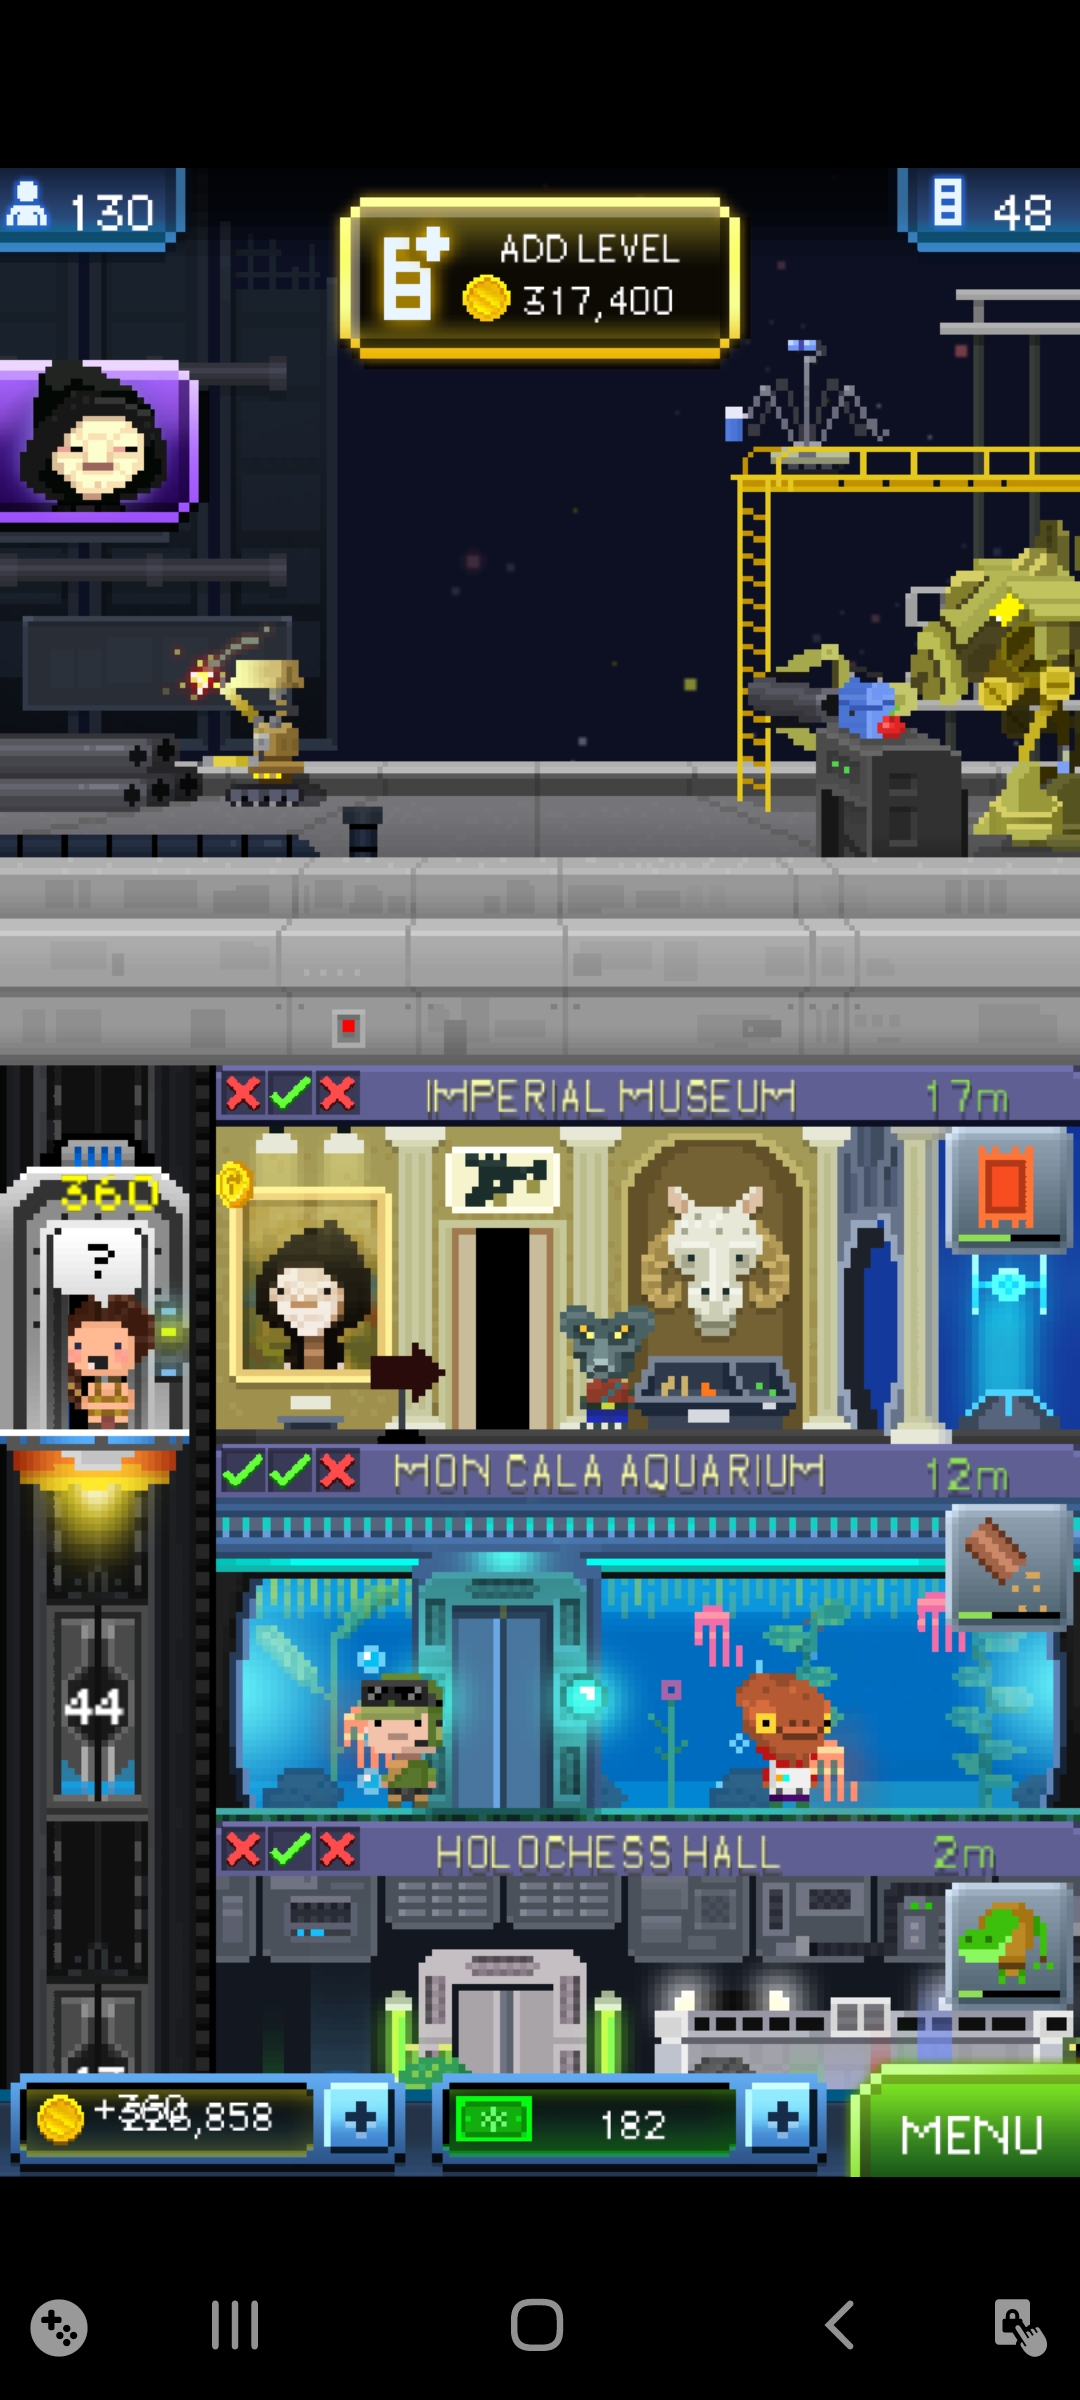 130
ADD LEVEL
317,400
48
IMPERIAL MUSEUM 17m
360
?
MON CALA AQUARIUM 12m
44
HOLOCHESS HALL 2m
182
MENU